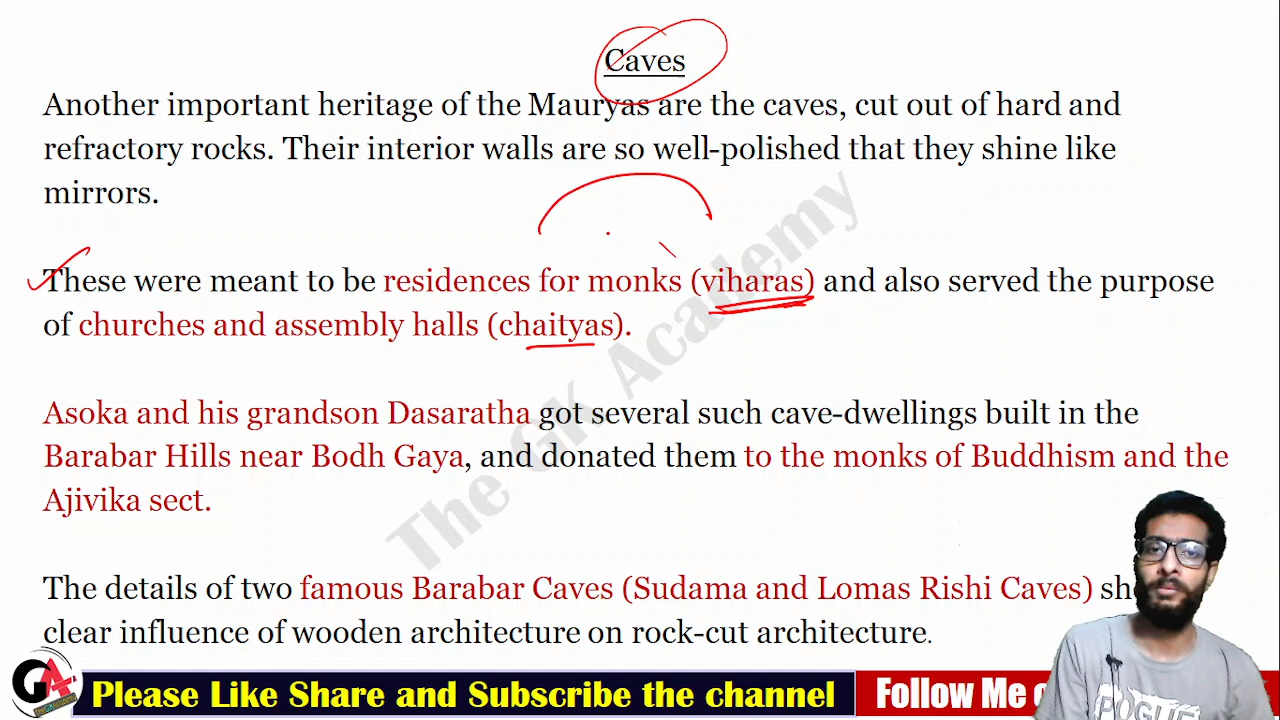 Caves
Another important heritage of the Mauryas are the caves, cut out of hard and
refractory rocks. Their interior walls are so well-polished that they shine like
mirrors.
These were meant to be residences for monks (viharas) and also served the purpose
of churches and assembly halls (chaityas).
Asoka and his grandson Dasaratha got several such cave-dwellings built in the
Barabar Hills near Bodh Gaya, and donated them to the monks of Buddhism and the
Ajivika sect.
The details of two famous Barabar Caves (Sudama and Lomas Rishi Caves)
clear influence of wooden architecture on rock-cut architecture.
The GK Academy
GA
Please Like Share and Subscribe the channel
Follow Me